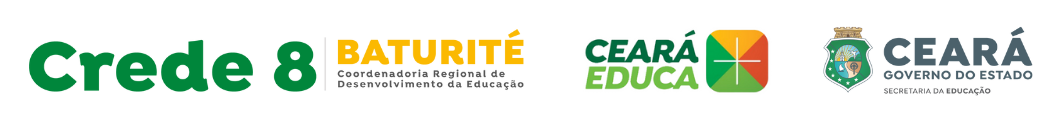 Crede 8
BATURITÉ
Coordenadoria Regional de
Desenvolvimento da Educação
CEARÁ
EDUCA
CEARÁ
GOVERNO DO ESTADO
SECRETARIA DA EDUCAÇÃO